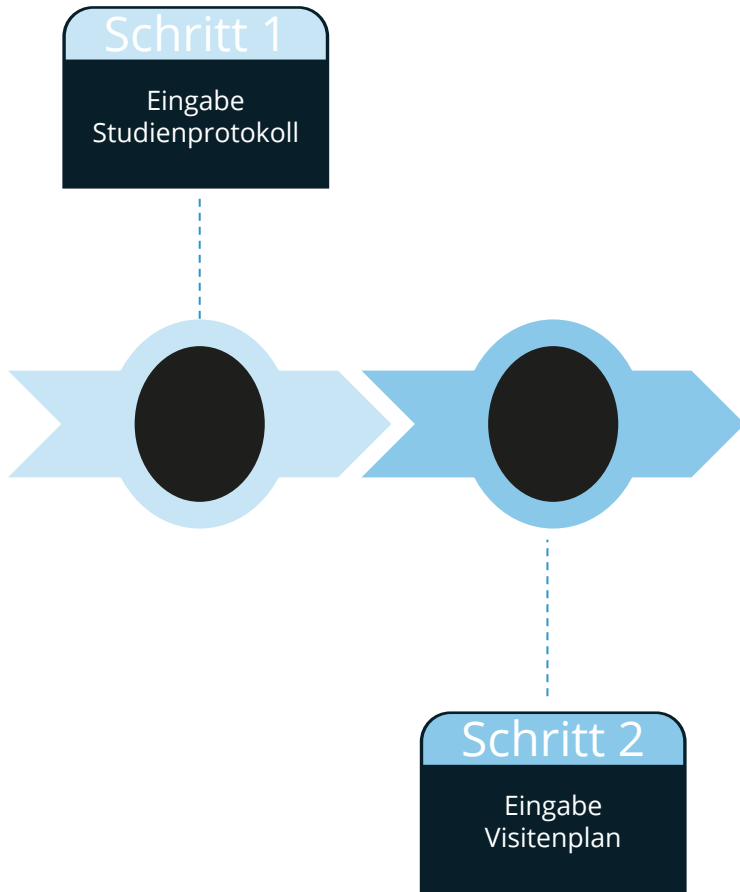 Schritt 1
Eingabe
Studienprotokoll
Schritt 2
Eingabe
Visitenplan